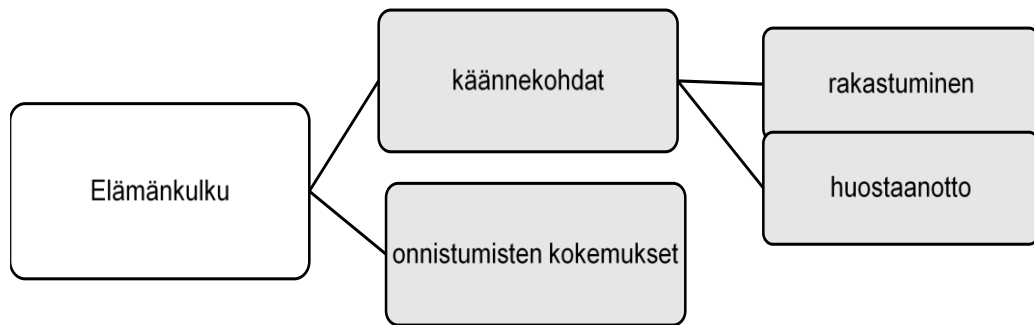 Elämänkulku
käännekohdat
onnistumisten kokemukset
rakastuminen
huostaanotto